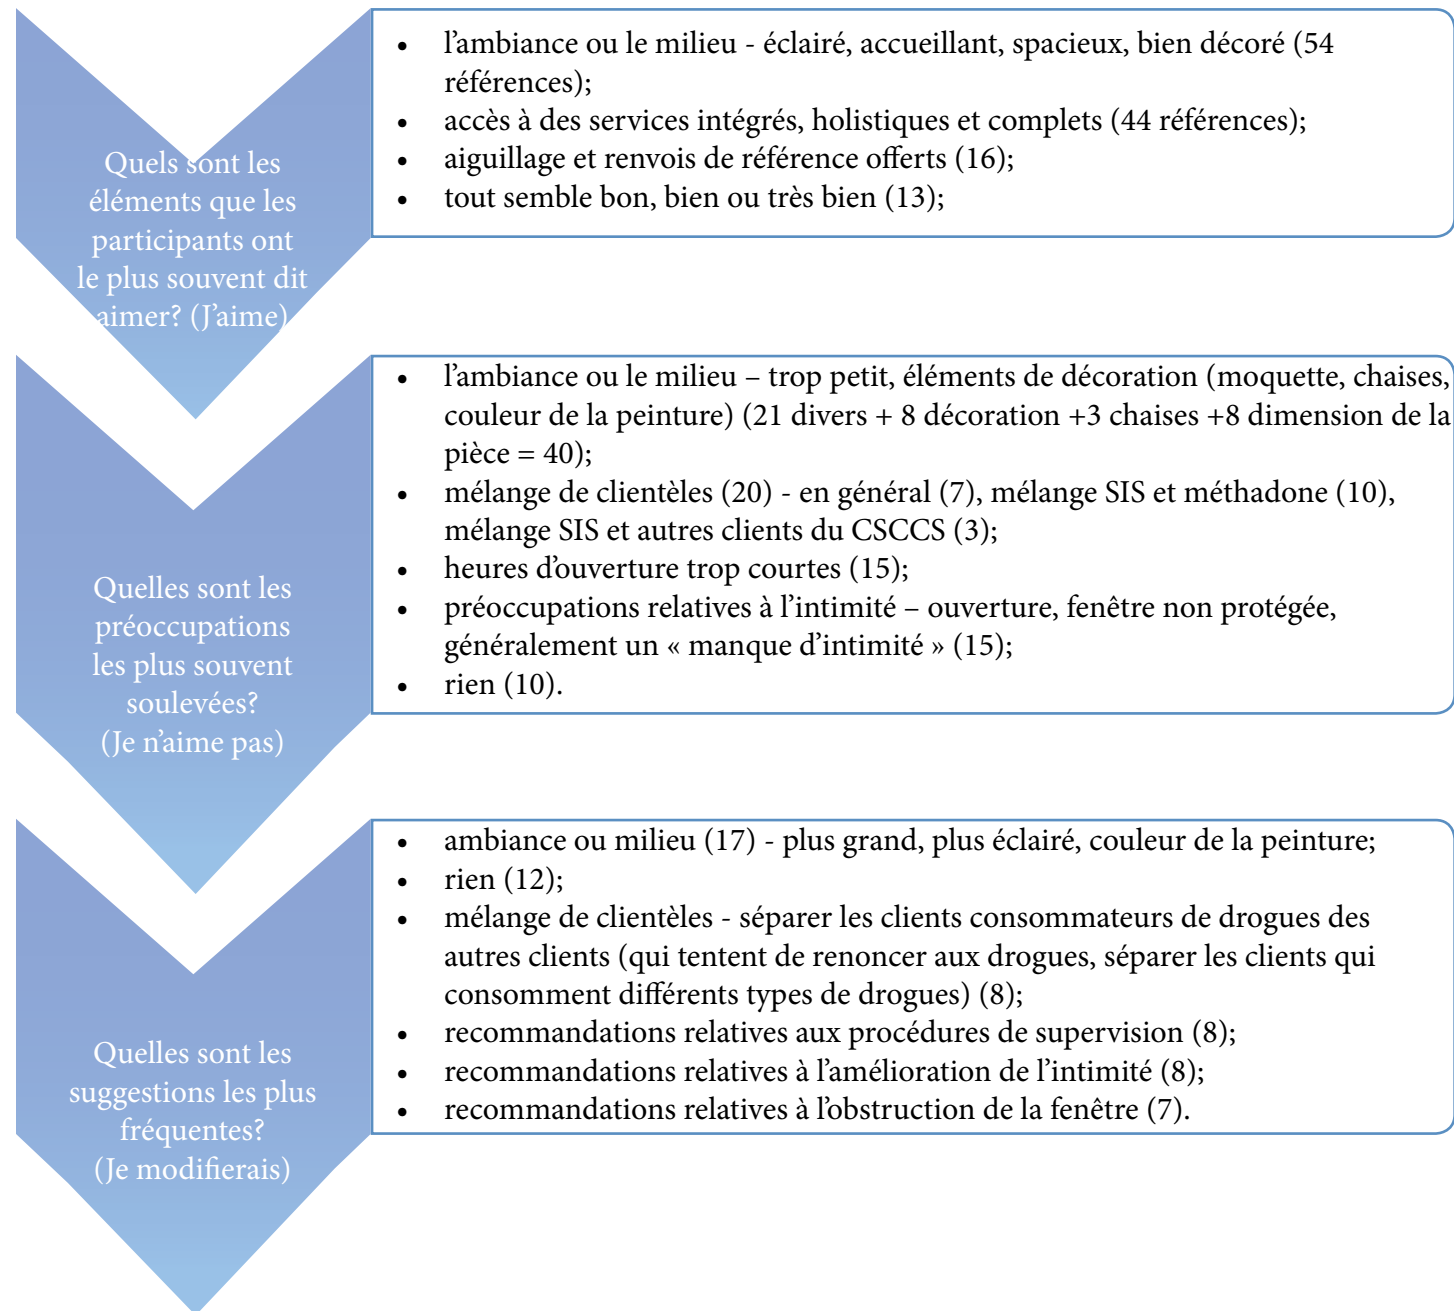 Quels sont les
éléments que les
participants ont
le plus souvent dit
aimer? (J’aime)
• l’ambiance ou le milieu - éclairé, accueillant, spacieux, bien décoré (54
références);
• accès à des services intégrés, holistiques et complets (44 références);
• aiguillage et renvois de référence offerts (16);
• tout semble bon, bien ou très bien (13);
Quelles sont les
préoccupations
les plus souvent
soulevées?
(Je n’aime pas)
• l’ambiance ou le milieu – trop petit, éléments de décoration (moquette, chaises,
couleur de la peinture) (21 divers + 8 décoration +3 chaises +8 dimension de la
pièce = 40);
• mélange de clientèles (20) - en général (7), mélange SIS et méthadone (10),
mélange SIS et autres clients du CSCCS (3);
• heures d’ouverture trop courtes (15);
• préoccupations relatives à l’intimité – ouverture, fenêtre non protégée,
généralement un « manque d’intimité » (15);
• rien (10).
Quelles sont les
suggestions les plus
fréquentes?
(Je modifierais)
• ambiance ou milieu (17) - plus grand, plus éclairé, couleur de la peinture;
• rien (12);
• mélange de clientèles - séparer les clients consommateurs de drogues des
autres clients (qui tentent de renoncer aux drogues, séparer les clients qui
consomment différents types de drogues) (8);
• recommandations relatives aux procédures de supervision (8);
• recommandations relatives à l’amélioration de l’intimité (8);
• recommandations relatives à l’obstruction de la fenêtre (7).